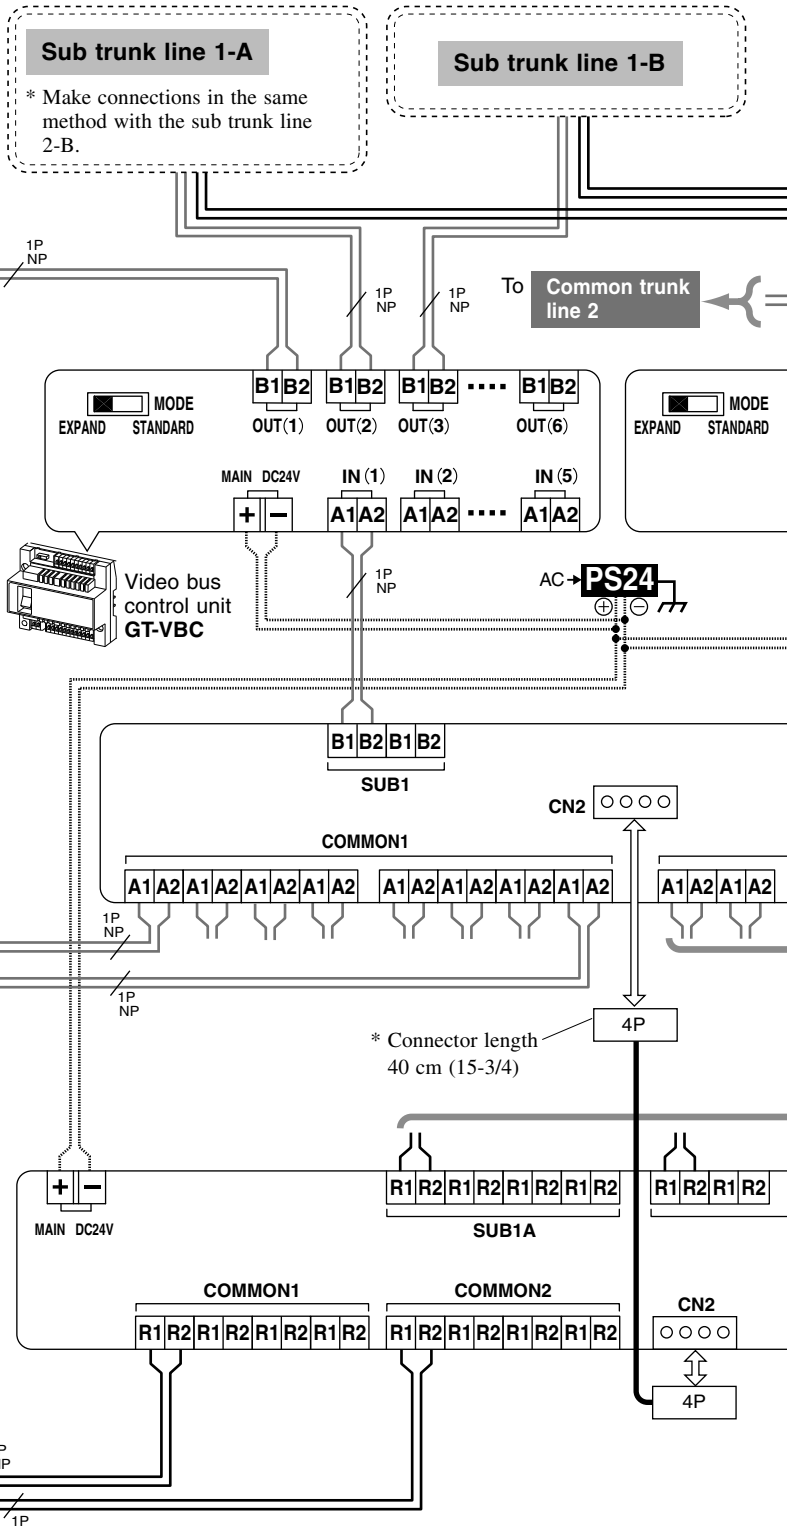 Sub trunk line 1-A
* Make connections in the same
method with the sub trunk line
2-B.
Sub trunk line 1-B
1P
NP
1P
NP
1P
NP
To
Common trunk
line 2
B1 B2 B1 B2 B1 B2 B1 B2
OUT(1) OUT(2) OUT(3) OUT(6)
MODE
EXPAND STANDARD
MODE
EXPAND STANDARD
MAIN DC24V IN (1) IN (2) IN (5)
+ − A1 A2 A1 A2 A1 A2
Video bus
control unit
GT-VBC
1P
NP
AC PS24
+ −
B1 B2 B1 B2
SUB1
CN2
COMMON1
A1 A2 A1 A2 A1 A2 A1 A2 A1 A2 A1 A2 A1 A2 A1 A2 A1 A2 A1 A2
1P
NP
1P
NP
4P
* Connector length
40 cm (15-3/4)
+ −
MAIN DC24V
R1 R2 R1 R2 R1 R2 R1 R2 R1 R2 R1 R2
SUB1A
COMMON1 COMMON2
CN2
R1 R2 R1 R2 R1 R2 R1 R2 R1 R2 R1 R2 R1 R2 R1 R2
4P
1P